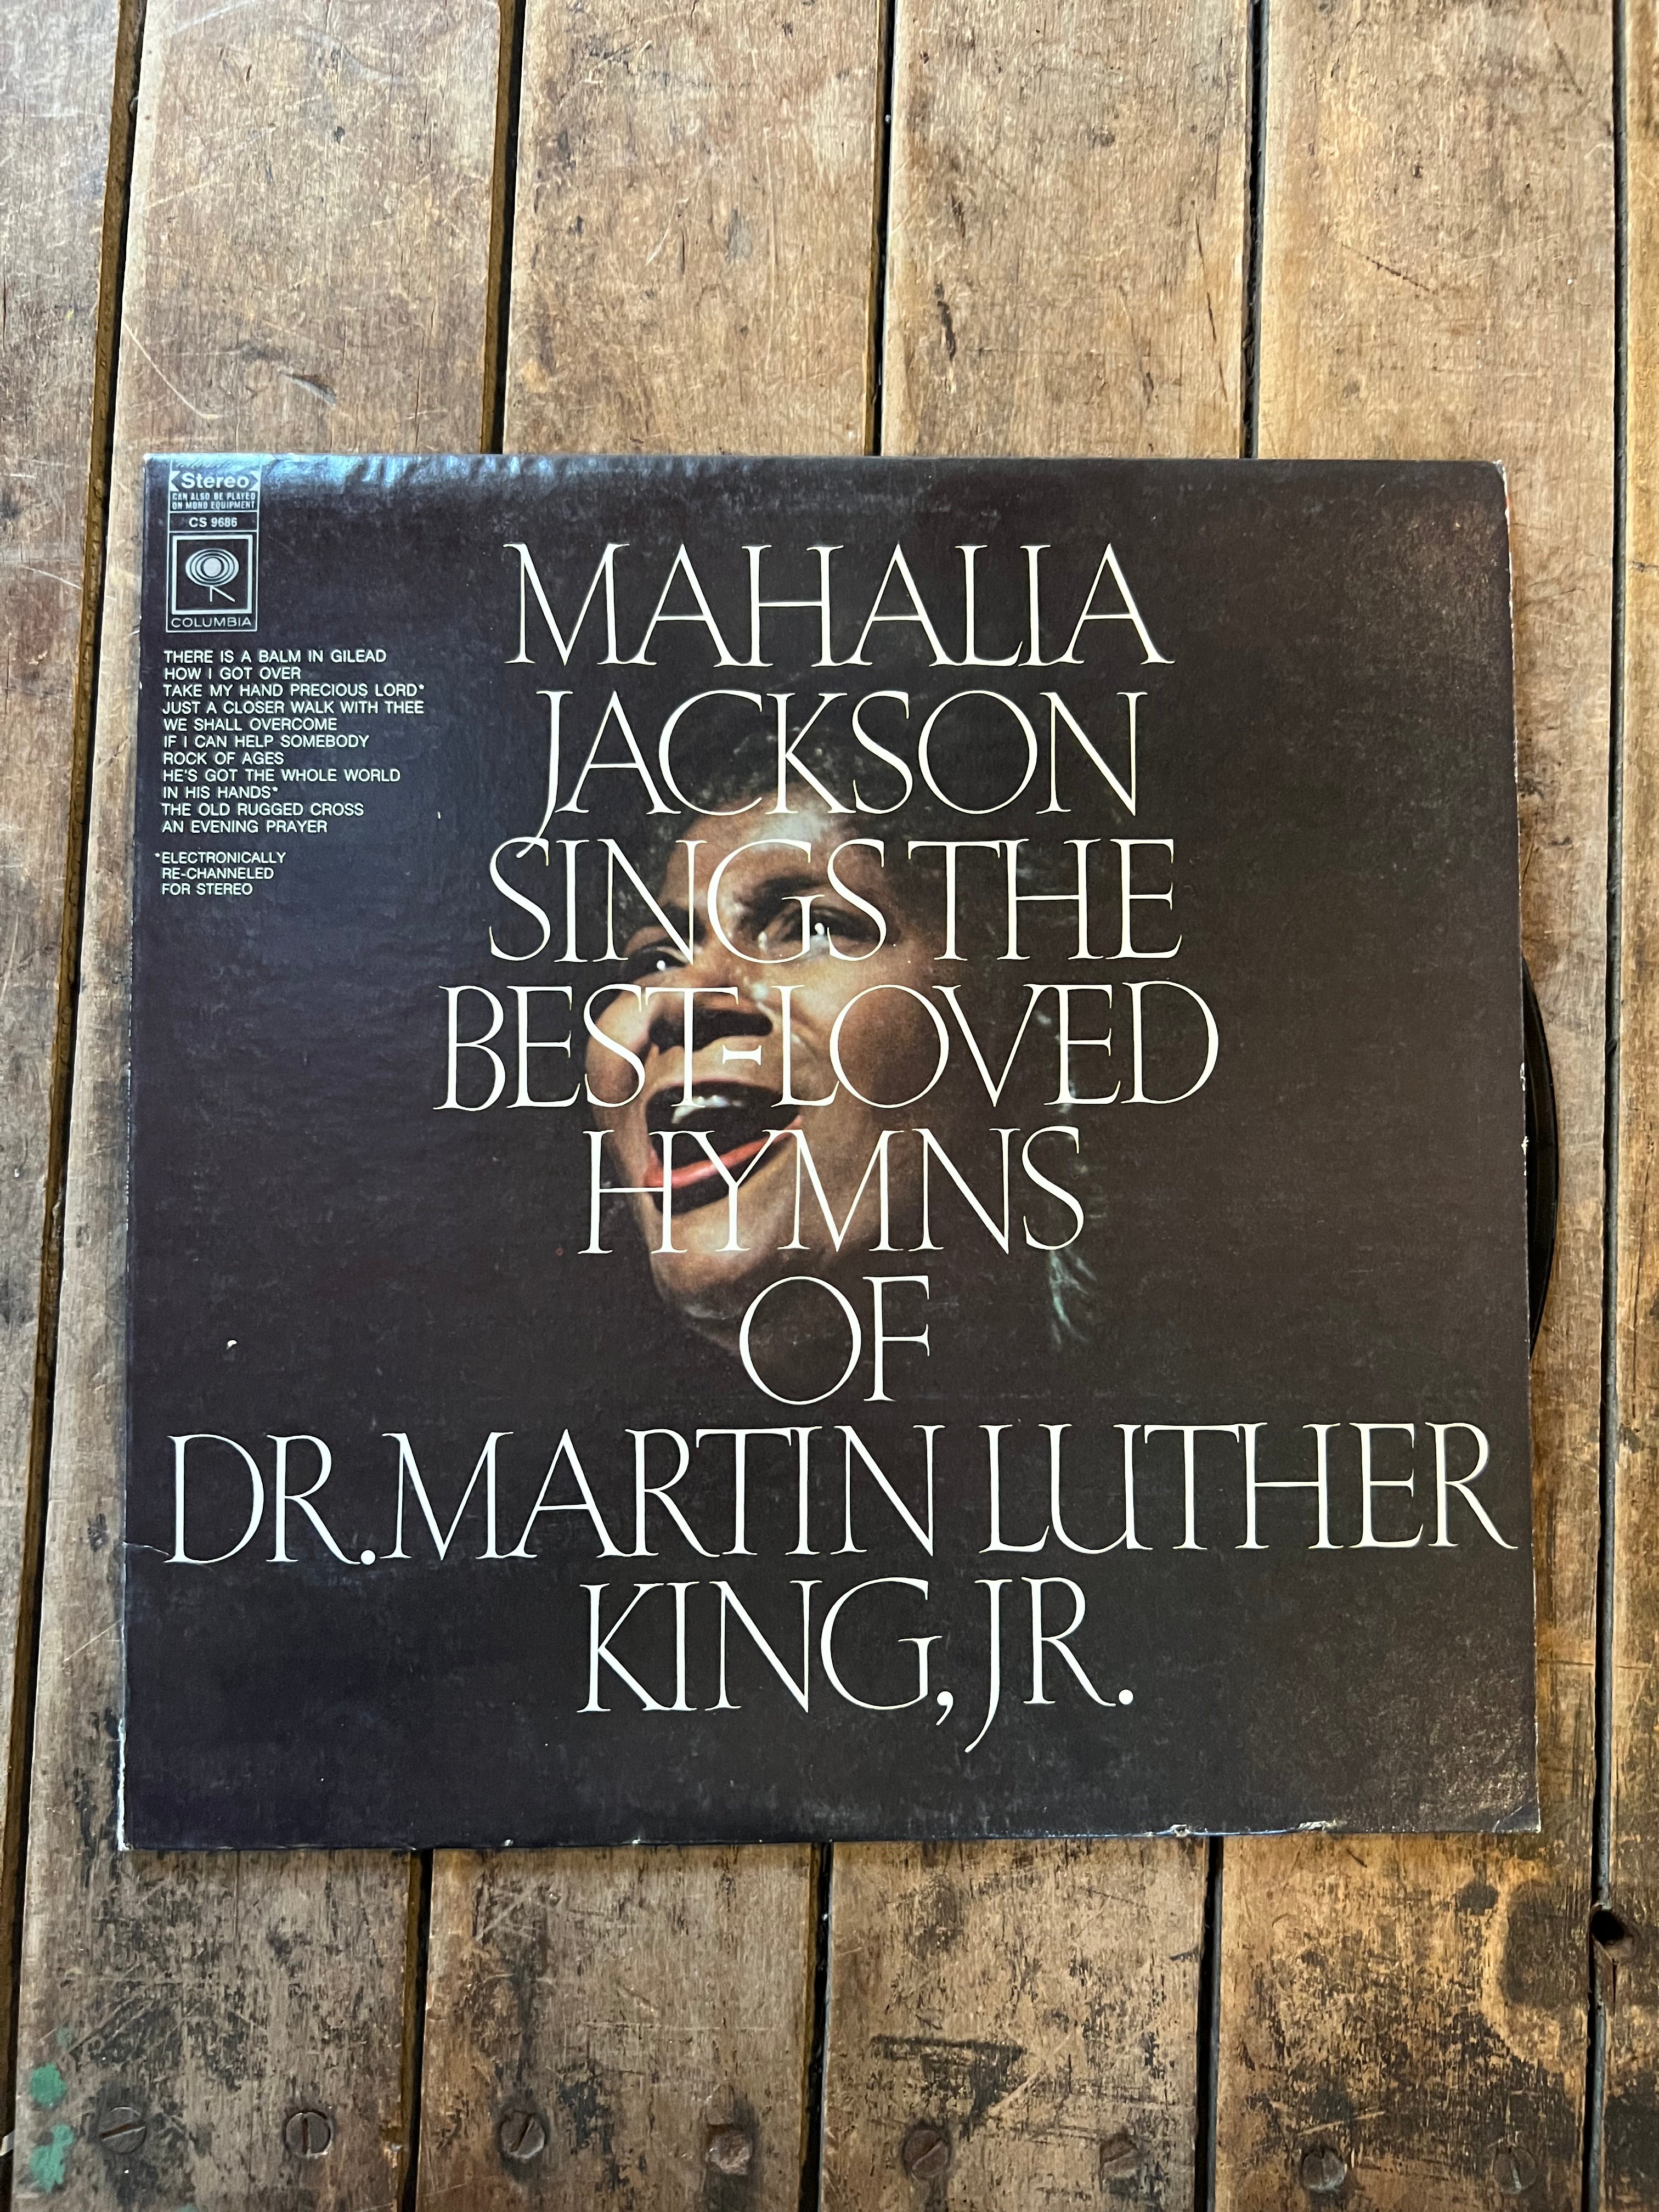 Stereo
CAN ALSO BE PLAYED
ON MONO EQUIPMENT
CS 9686
COLUMBIA
THERE IS A BALM IN GILEAD
HOW I GOT OVER
TAKE MY HAND PRECIOUS LORD*
JUST A CLOSER WALK WITH THEE
WE SHALL OVERCOME
IF I CAN HELP SOMEBODY
ROCK OF AGES
HE'S GOT THE WHOLE WORLD
IN HIS HANDS*
THE OLD RUGGED CROSS
AN EVENING PRAYER
*ELECTRONICALLY
RE-CHANNELED
FOR STEREO
MAHALIA
JACKSON
SINGS THE
BEST-LOVED
HYMNS
OF
DR. MARTIN LUTHER
KING, JR.